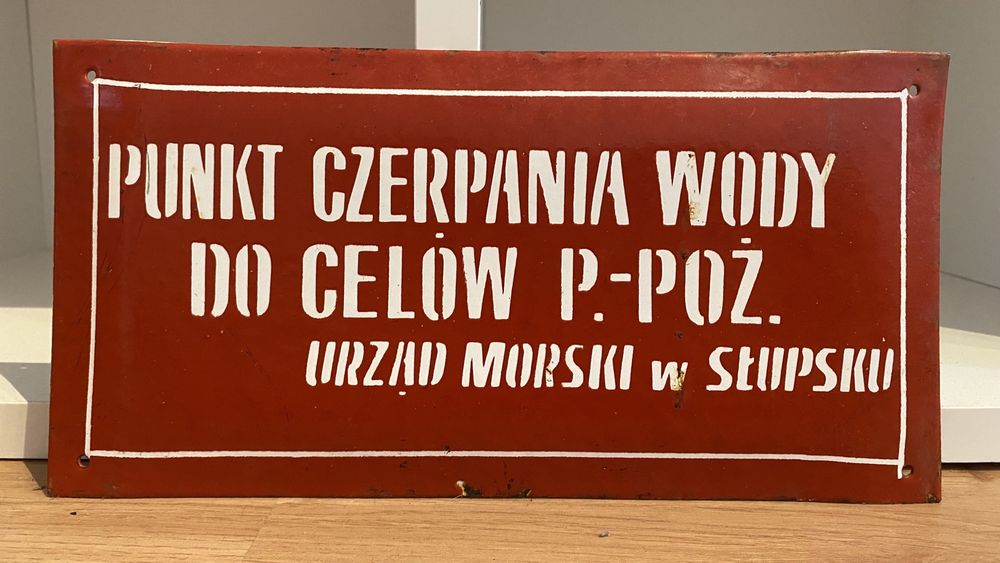 PUNKT CZERPANIA WODY
DO CELÓW P.-POŻ.
URZĄD MORSKI w SŁUPSKU